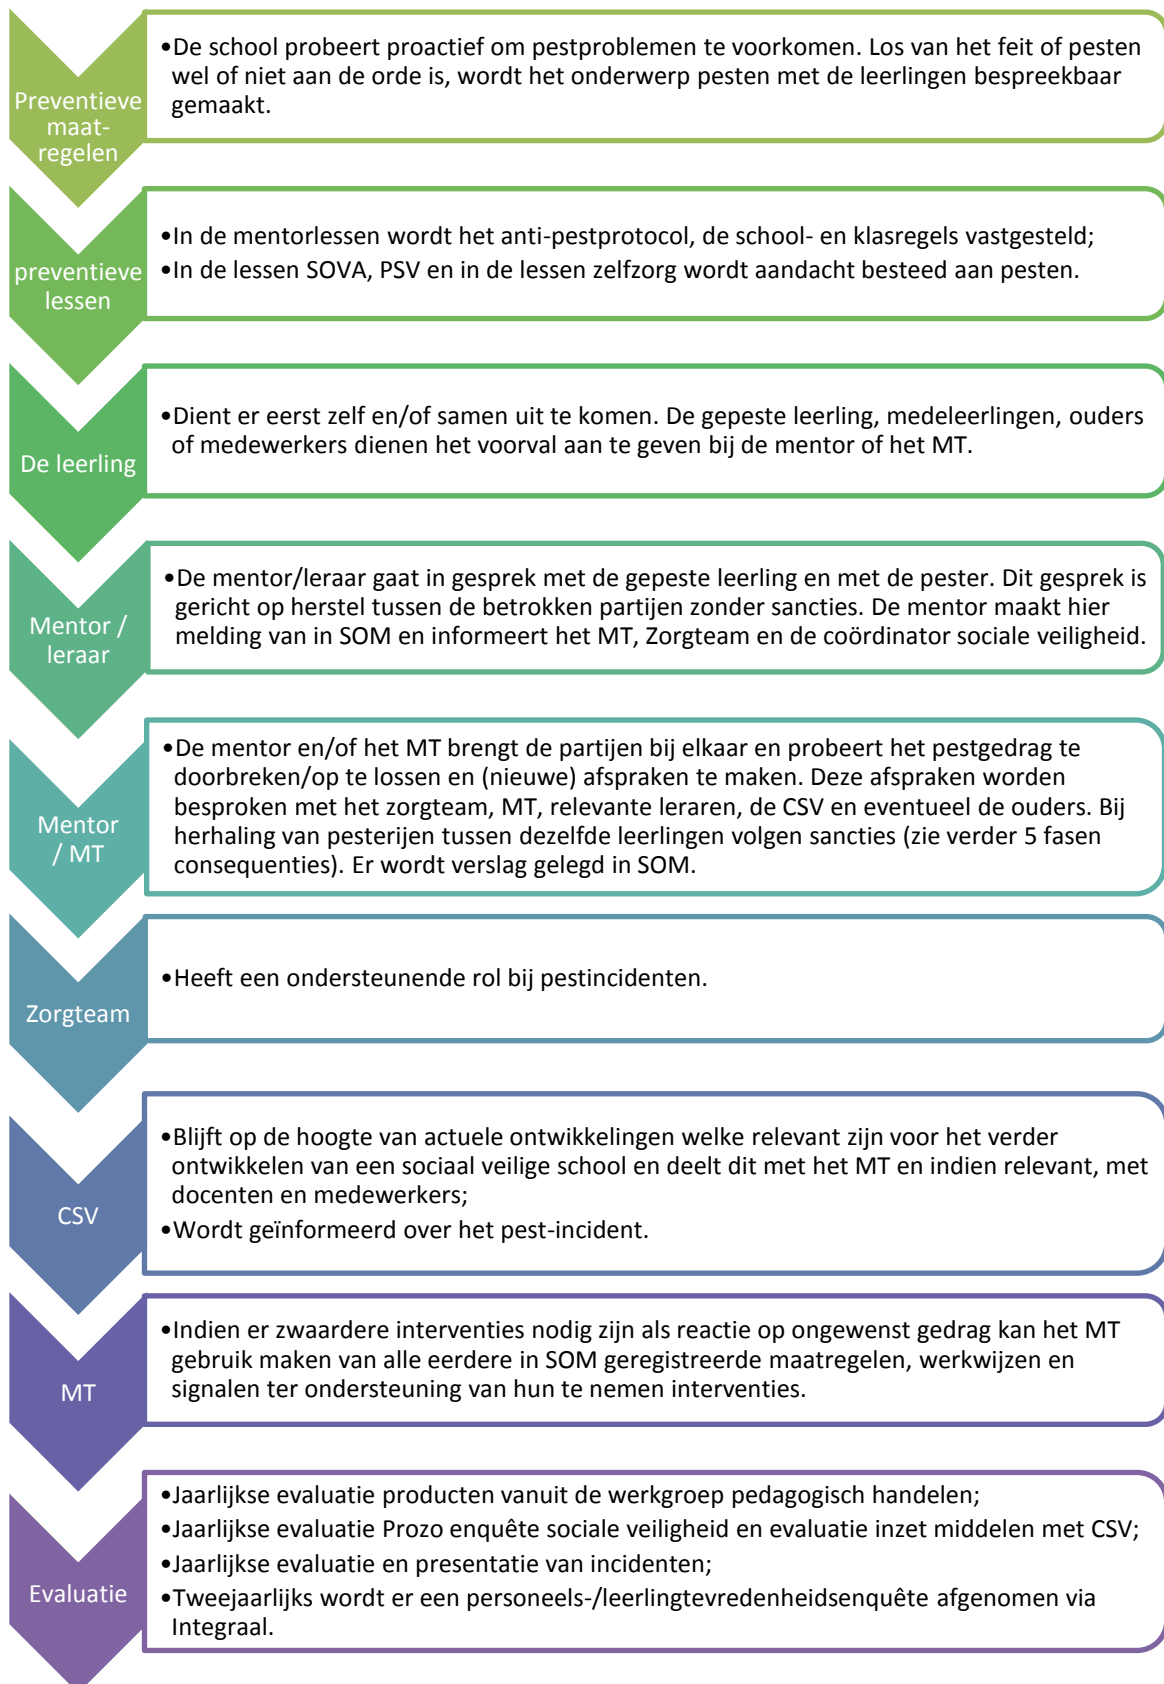 Preventieve
maat-
regelen
•De school probeert proactief om pestproblemen te voorkomen. Los van het feit of pesten
wel of niet aan de orde is, wordt het onderwerp pesten met de leerlingen bespreekbaar
gemaakt.
preventieve
lessen
•In de mentorlessen wordt het anti-pestprotocol, de school- en klasregels vastgesteld;
•In de lessen SOVA, PSV en in de lessen zelfzorg wordt aandacht besteed aan pesten.
De leerling
•Dient er eerst zelf en/of samen uit te komen. De gepeste leerling, medeleerlingen, ouders
of medewerkers dienen het voorval aan te geven bij de mentor of het MT.
Mentor /
leraar
•De mentor/leraar gaat in gesprek met de gepeste leerling en met de pester. Dit gesprek is
gericht op herstel tussen de betrokken partijen zonder sancties. De mentor maakt hier
melding van in SOM en informeert het MT, Zorgteam en de coördinator sociale veiligheid.
Mentor
/ MT
•De mentor en/of het MT brengt de partijen bij elkaar en probeert het pestgedrag te
doorbreken/op te lossen en (nieuwe) afspraken te maken. Deze afspraken worden
besproken met het zorgteam, MT, relevante leraren, de CSV en eventueel de ouders. Bij
herhaling van pesterijen tussen dezelfde leerlingen volgen sancties (zie verder 5 fasen
consequenties). Er wordt verslag gelegd in SOM.
Zorgteam
•Heeft een ondersteunende rol bij pestincidenten.
CSV
•Blijft op de hoogte van actuele ontwikkelingen welke relevant zijn voor het verder
ontwikkelen van een sociaal veilige school en deelt dit met het MT en indien relevant, met
docenten en medewerkers;
•Wordt geïnformeerd over het pest-incident.
MT
•Indien er zwaardere interventies nodig zijn als reactie op ongewenst gedrag kan het MT
gebruik maken van alle eerdere in SOM geregistreerde maatregelen, werkwijzen en
signalen ter ondersteuning van hun te nemen interventies.
Evaluatie
•Jaarlijkse evaluatie producten vanuit de werkgroep pedagogisch handelen;
•Jaarlijkse evaluatie Prozo enquête sociale veiligheid en evaluatie inzet middelen met CSV;
•Jaarlijkse evaluatie en presentatie van incidenten;
•Tweejaarlijks wordt er een personeels-/leerlingtevredenheidsenquête afgenomen via
Integraal.